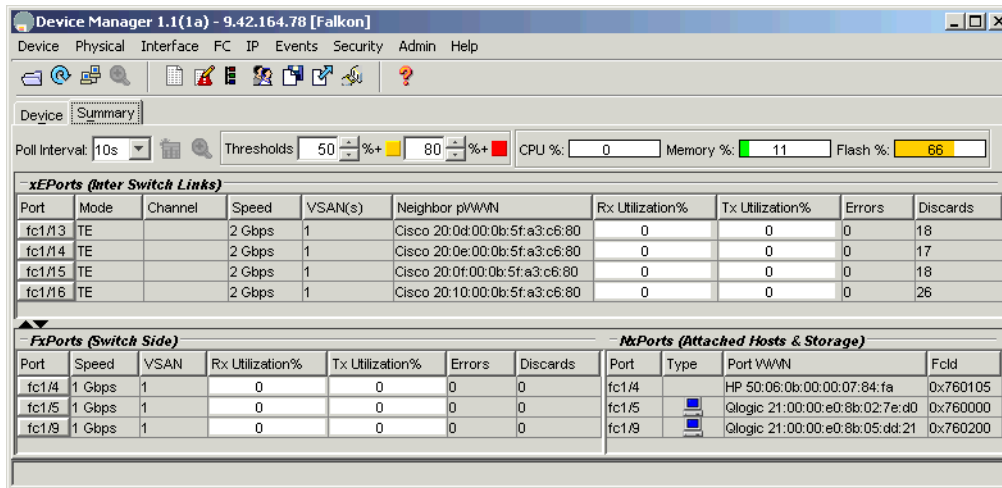 Device Manager 1.1(1a) - 9.42.164.78 [Falkon]
Device Physical Interface FC IP Events Security Admin Help
Device Summary
Poll Interval: 10s Thresholds 50 %+ 80 %+ CPU %: 0 Memory %: 11 Flash %: 66
xEPorts (Inter Switch Links)
Port Mode Channel Speed VSAN(s) Neighbor pWWN Rx Utilization% Tx Utilization% Errors Discards
fc1/13 TE 2 Gbps 1 Cisco 20:0d:00:0b:5f:a3:c6:80 0 0 0 18
fc1/14 TE 2 Gbps 1 Cisco 20:0e:00:0b:5f:a3:c6:80 0 0 0 17
fc1/15 TE 2 Gbps 1 Cisco 20:0f:00:0b:5f:a3:c6:80 0 0 0 18
fc1/16 TE 2 Gbps 1 Cisco 20:10:00:0b:5f:a3:c6:80 0 0 0 26
FxPorts (Switch Side) NxPorts (Attached Hosts & Storage)
Port Speed VSAN Rx Utilization% Tx Utilization% Errors Discards Port Type Port WWN FcId
fc1/4 1 Gbps 1 0 0 0 0 fc1/4 HP 50:06:0b:00:00:07:84:fa 0x760105
fc1/5 1 Gbps 1 0 0 0 0 fc1/5 Qlogic 21:00:00:e0:8b:02:7e:d0 0x760000
fc1/9 1 Gbps 1 0 0 0 0 fc1/9 Qlogic 21:00:00:e0:8b:05:dd:21 0x760200